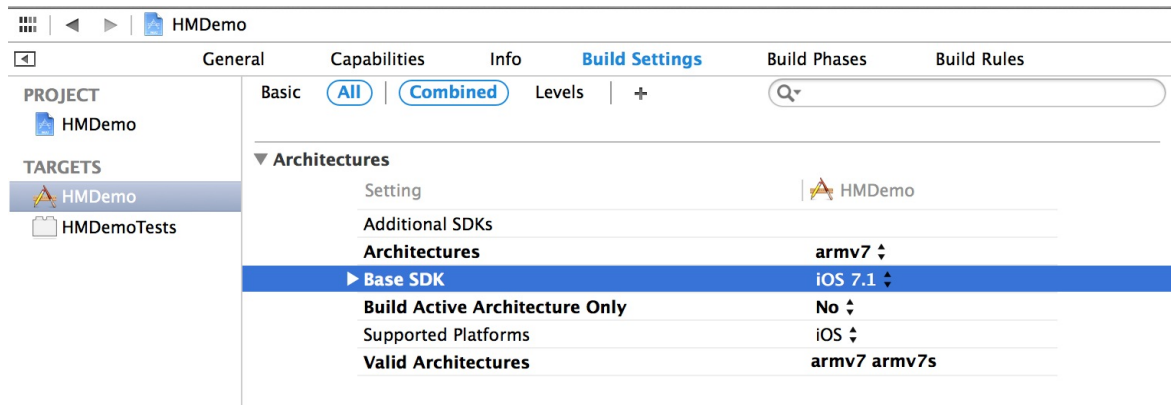 HMDemo
General Capabilities Info Build Settings Build Phases Build Rules
PROJECT
HMDemo
TARGETS
HMDemo
HMDemoTests
Basic All Combined Levels +
Architectures
Setting HMDemo
Additional SDKs
Architectures armv7
Base SDK iOS 7.1
Build Active Architecture Only No
Supported Platforms iOS
Valid Architectures armv7 armv7s